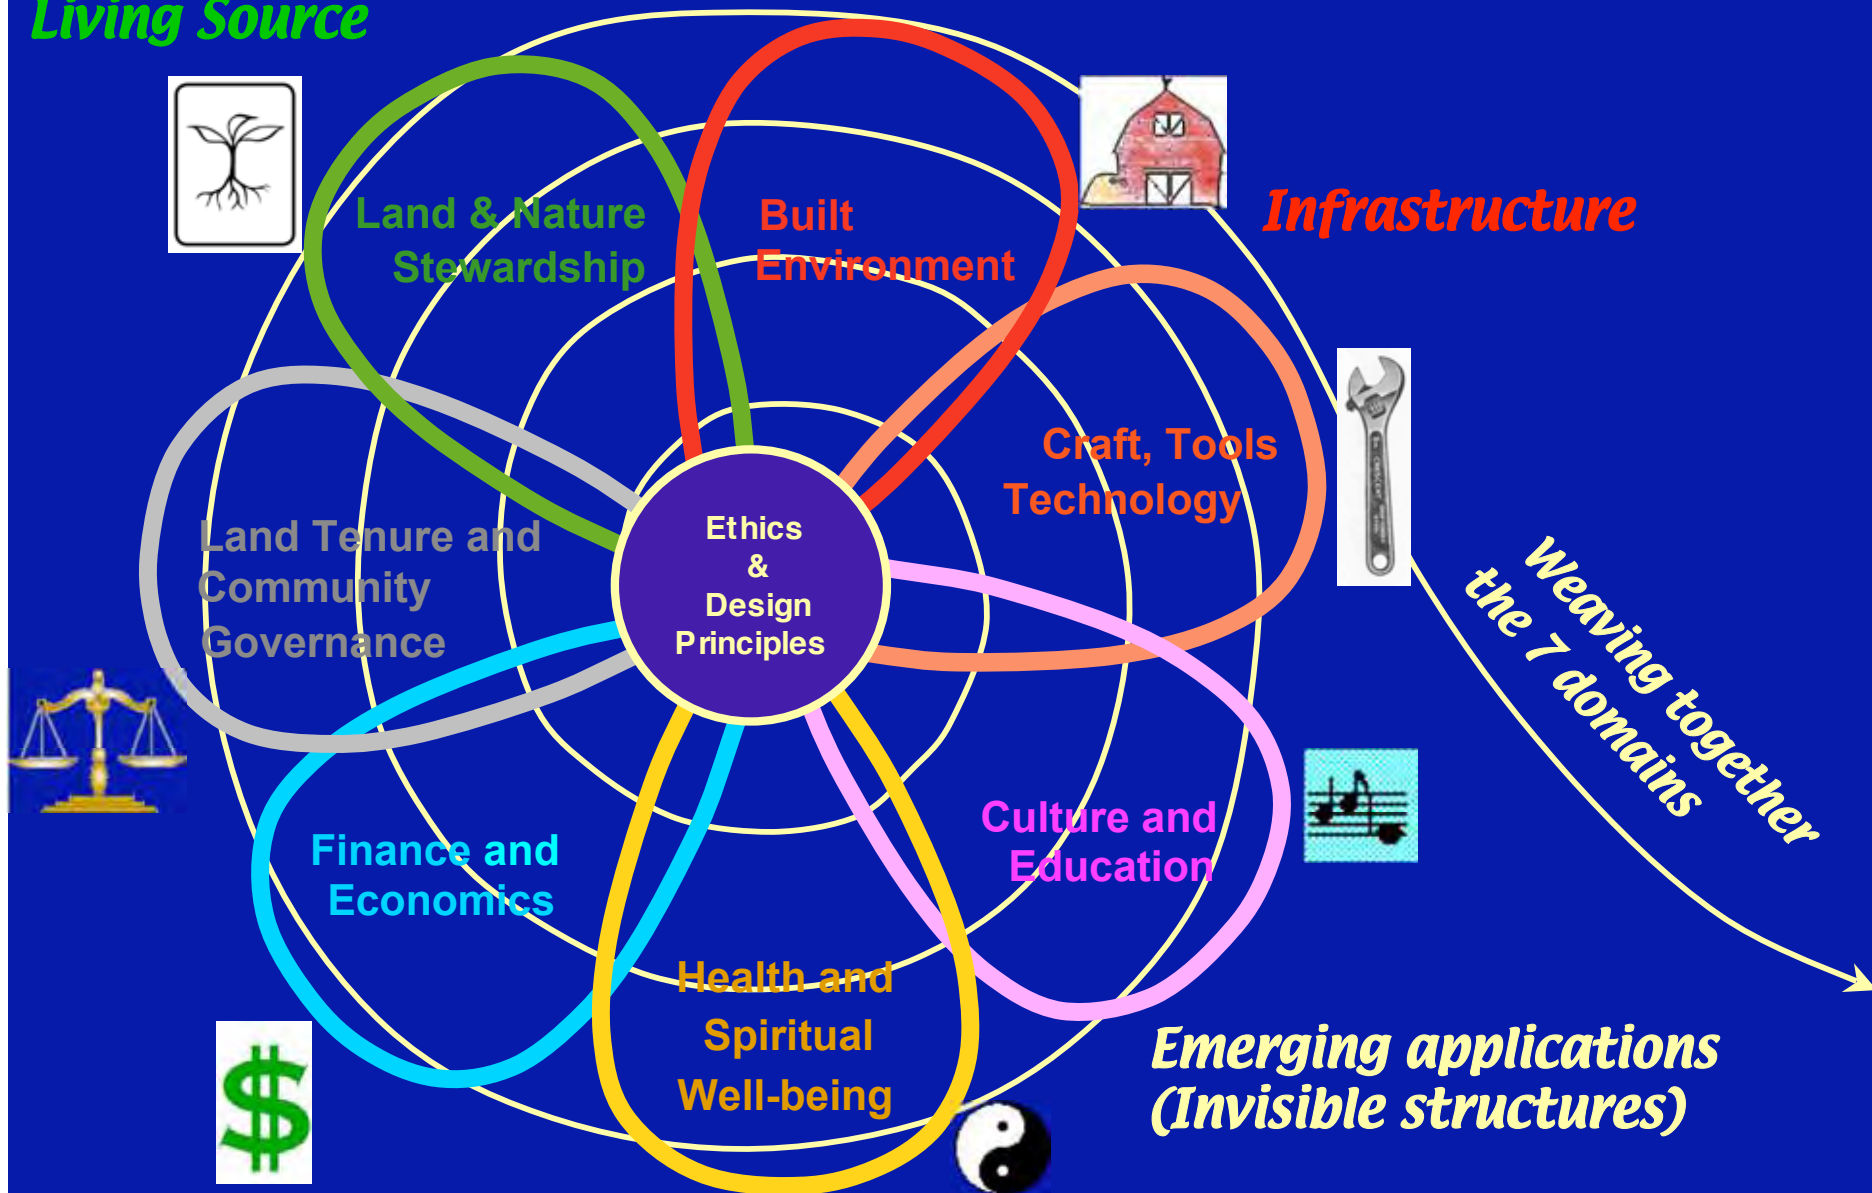 Living Source
Land & Nature
Stewardship
Built
Environment
Infrastructure
Craft, Tools
Technology
Land Tenure and
Community
Governance
Ethics
&
Design
Principles
Weaving together
the 7 domains
Culture and
Education
Finance and
Economics
Health and
Spiritual
Well-being
Emerging applications
(Invisible structures)
$